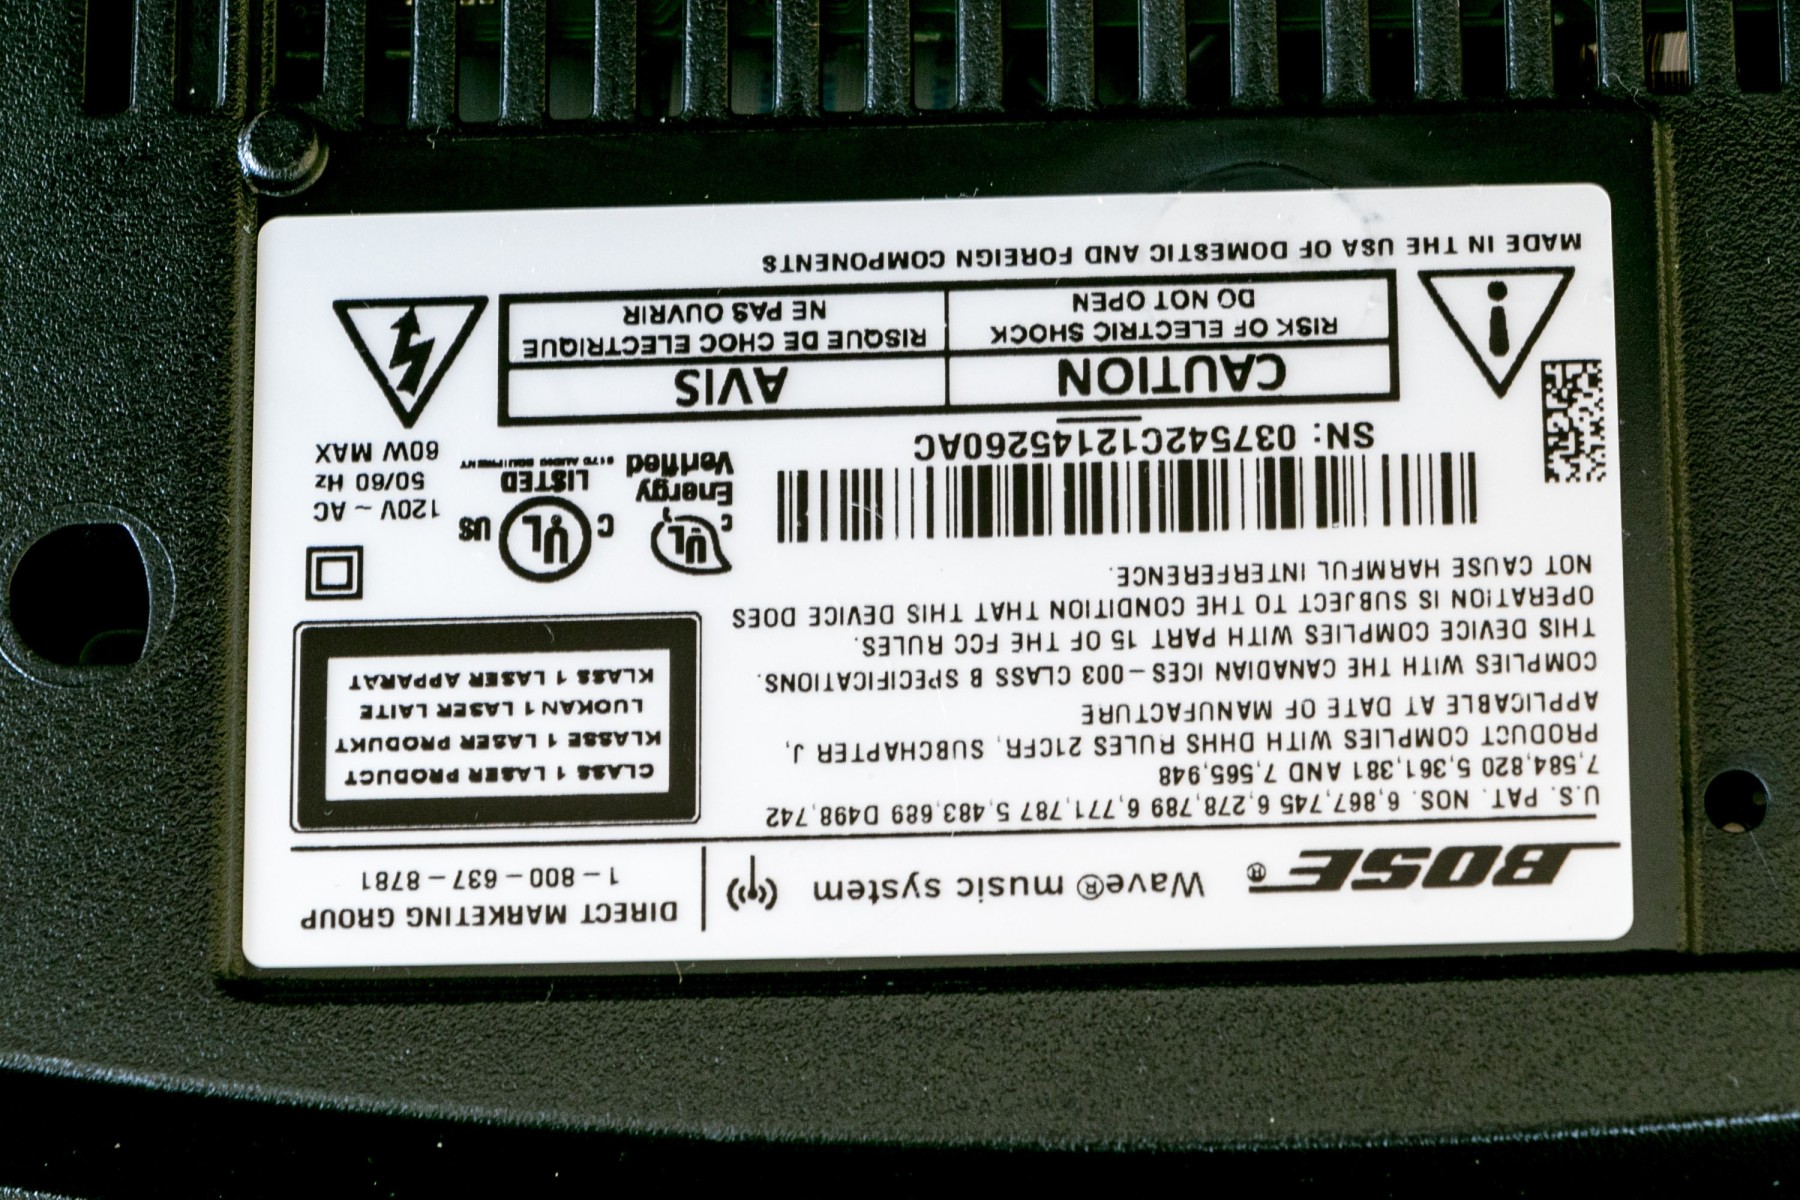 BOSE® Wave® music system
DIRECT MARKETING GROUP
1-800-637-8781
U.S. PAT. NOS. 6,867,745 6,278,789 6,771,787 5,483,689 D498,742
7,584,820 5,361,381 AND 7,565,948
PRODUCT COMPLIES WITH DHHS RULES 21CFR, SUBCHAPTER J,
APPLICABLE AT DATE OF MANUFACTURE
COMPLIES WITH THE CANADIAN ICES-003 CLASS B SPECIFICATIONS.
THIS DEVICE COMPLIES WITH PART 15 OF THE FCC RULES.
OPERATION IS SUBJECT TO THE CONDITION THAT THIS DEVICE DOES
NOT CAUSE HARMFUL INTERFERENCE.
CLASS 1 LASER PRODUCT
KLASSE 1 LASER PRODUKT
LUOKAN 1 LASER LAITE
KLASS 1 LASER APPARAT
SN: 037542C12145260AC
c UL
Energy
Verified
C UL US
LISTED
9170 AUDIO EQUIPMENT
120V ~ AC
50/60 Hz
60W MAX
CAUTION
RISK OF ELECTRIC SHOCK
DO NOT OPEN
AVIS
RISQUE DE CHOC ELECTRIQUE
NE PAS OUVRIR
MADE IN THE USA OF DOMESTIC AND FOREIGN COMPONENTS